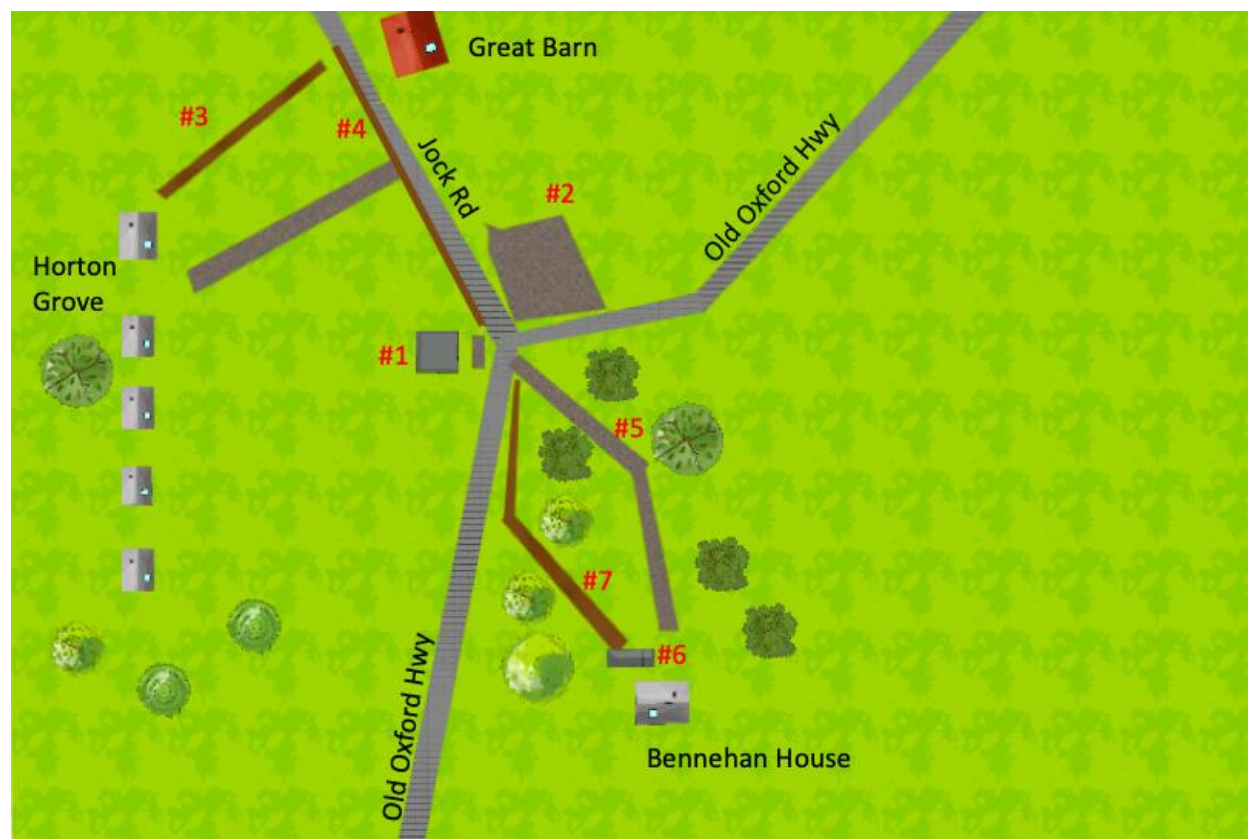 Great Barn
#3
#4
Jock Rd
Old Oxford Hwy
#2
Horton
Grove
#1
#5
#7
#6
Old Oxford Hwy
Bennehan House